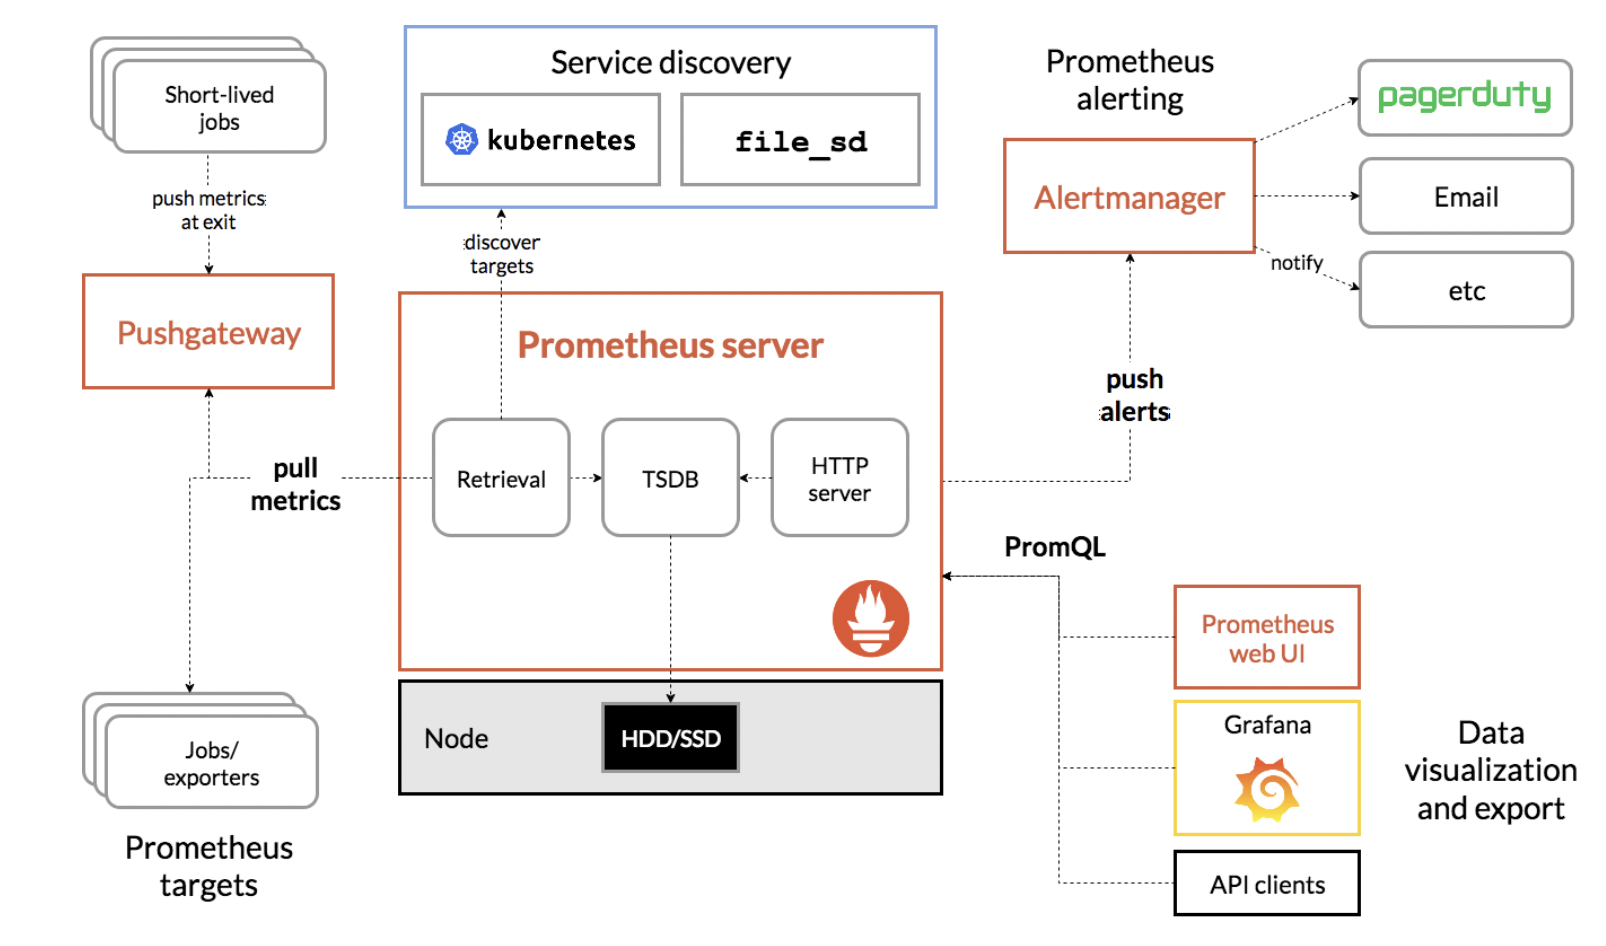 Short-lived
jobs
push metrics
at exit
Pushgateway
pull
metrics
Jobs/
exporters
Prometheus
targets
Service discovery
kubernetes
file_sd
discover
targets
Prometheus server
Retrieval
TSDB
HTTP
server
Node
HDD/SSD
Prometheus
alerting
Alertmanager
pagerduty
Email
notify
etc
push
alerts
PromQL
Prometheus
web UI
Grafana
API clients
Data
visualization
and export